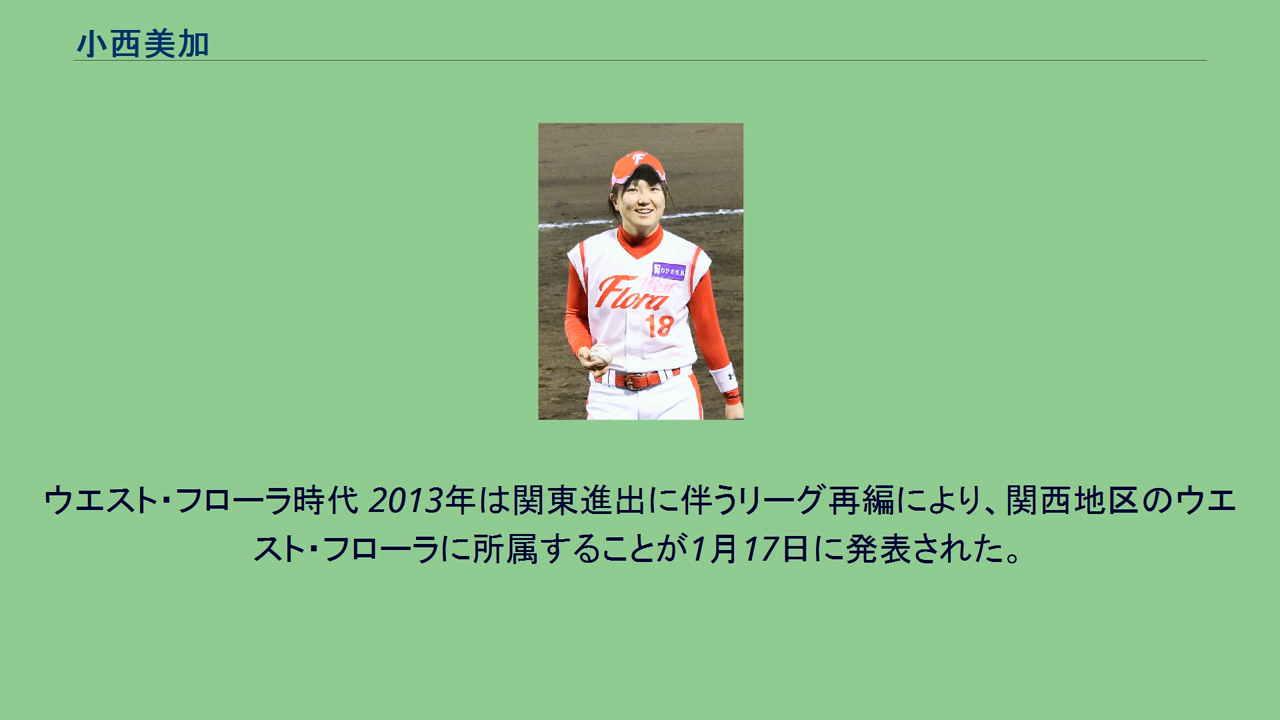 小西美加
F
Flora
18
ウエスト・フローラ時代 2013年は関東進出に伴うリーグ再編により、関西地区のウエ
スト・フローラに所属することが1月17日に発表された。